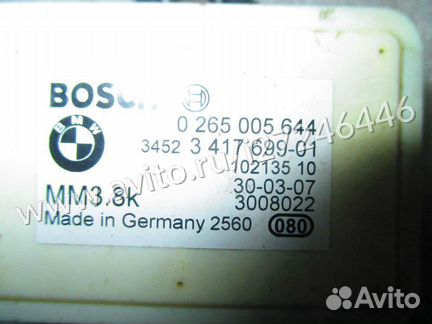 BOSCH
BMW
0 265 005 644
3452 3 417 699-01
102135 10
MM3.8k
30-03-07
3008022
Made in Germany 2560
080
Avito